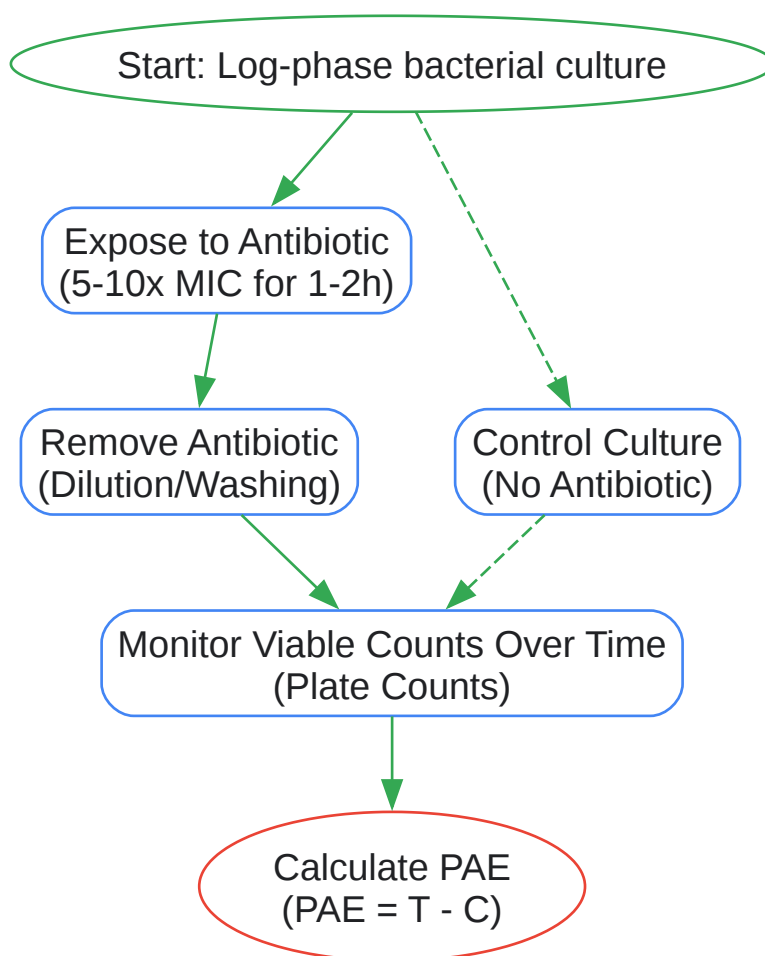 Start: Log-phase bacterial culture
Expose to Antibiotic
(5-10x MIC for 1-2h)
Remove Antibiotic
(Dilution/Washing)
Control Culture
(No Antibiotic)
Monitor Viable Counts Over Time
(Plate Counts)
Calculate PAE
(PAE = T - C)